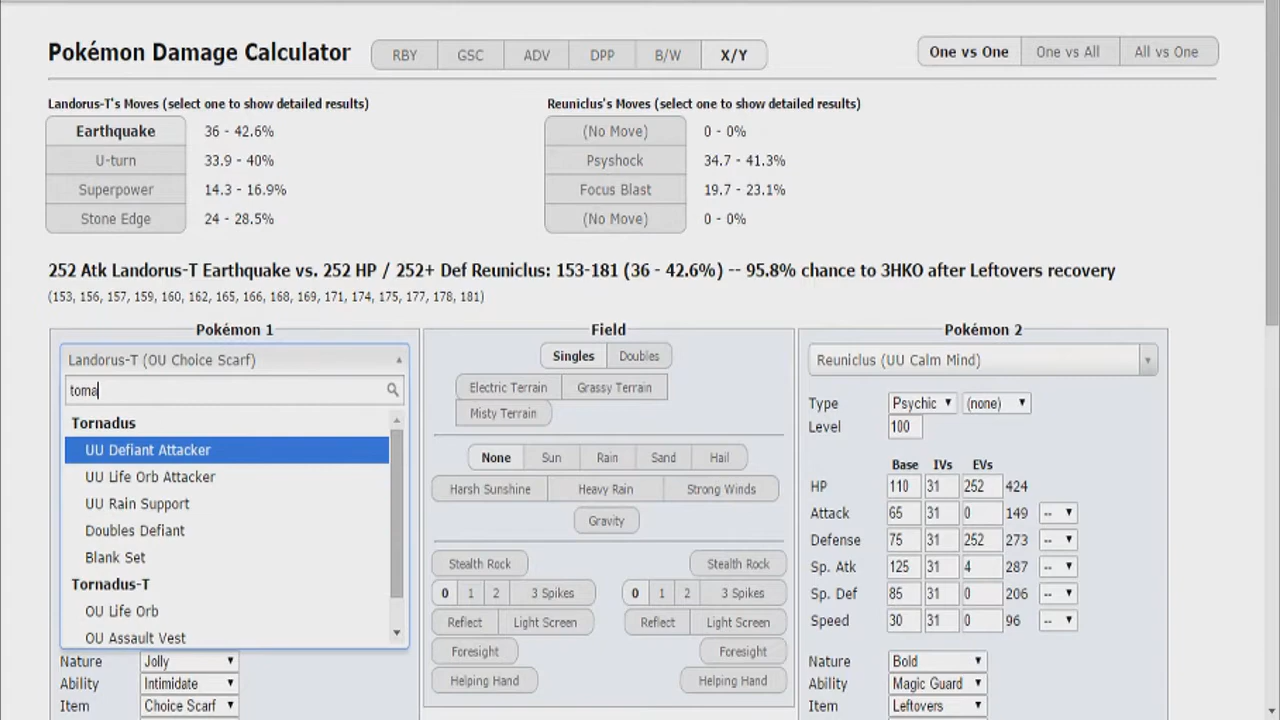 Pokémon Damage Calculator RBY GSC ADV DPP B/W X/Y One vs One One vs All All vs One
Landorus-T's Moves (select one to show detailed results) Reuniclus's Moves (select one to show detailed results)
Earthquake 36 - 42.6% (No Move) 0 - 0%
U-turn 33.9 - 40% Psyshock 34.7 - 41.3%
Superpower 14.3 - 16.9% Focus Blast 19.7 - 23.1%
Stone Edge 24 - 28.5% (No Move) 0 - 0%
252 Atk Landorus-T Earthquake vs. 252 HP / 252+ Def Reuniclus: 153-181 (36 - 42.6%) -- 95.8% chance to 3HKO after Leftovers recovery
(153, 156, 157, 159, 160, 162, 165, 166, 168, 169, 171, 174, 175, 177, 178, 181)
Pokémon 1
Landorus-T (OU Choice Scarf)
torna
Tornadus
UU Defiant Attacker
UU Life Orb Attacker
UU Rain Support
Doubles Defiant
Blank Set
Tornadus-T
OU Life Orb
OU Assault Vest
Nature Jolly
Ability Intimidate
Item Choice Scarf
Field
Singles Doubles
Electric Terrain Grassy Terrain
Misty Terrain
None Sun Rain Sand Hail
Harsh Sunshine Heavy Rain Strong Winds
Gravity
Stealth Rock Stealth Rock
0 1 2 3 Spikes 0 1 2 3 Spikes
Reflect Light Screen Reflect Light Screen
Foresight Foresight
Helping Hand Helping Hand
Pokémon 2
Reuniclus (UU Calm Mind)
Type Psychic (none)
Level 100
Base IVs EVs
HP 110 31 252 424
Attack 65 31 0 149 --
Defense 75 31 252 273 --
Sp. Atk 125 31 4 287 --
Sp. Def 85 31 0 206 --
Speed 30 31 0 96 --
Nature Bold
Ability Magic Guard
Item Leftovers